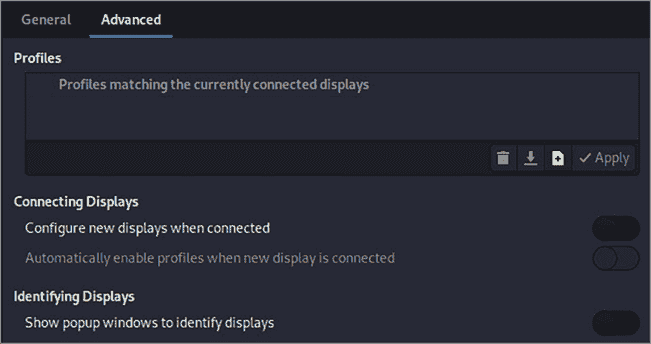 General Advanced
Profiles
Profiles matching the currently connected displays
Apply
Connecting Displays
Configure new displays when connected
Automatically enable profiles when new display is connected
Identifying Displays
Show popup windows to identify displays